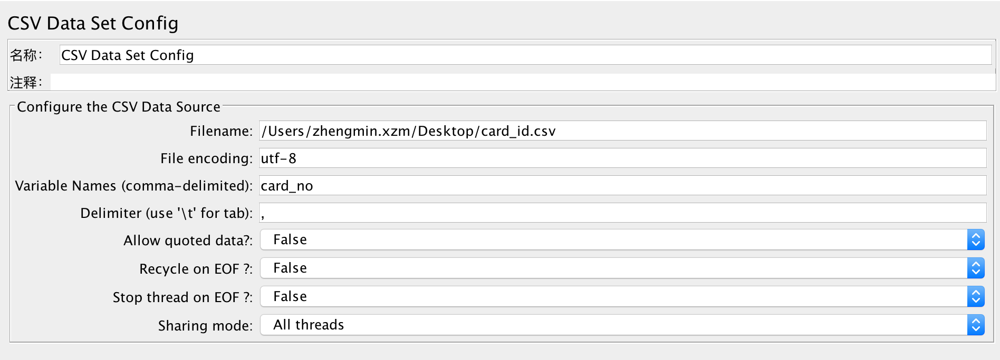 CSV Data Set Config
名称： CSV Data Set Config
注释：
Configure the CSV Data Source
Filename: /Users/zhengmin.xzm/Desktop/card_id.csv
File encoding: utf-8
Variable Names (comma-delimited): card_no
Delimiter (use '\t' for tab): ,
Allow quoted data?: False
Recycle on EOF ?: False
Stop thread on EOF ?: False
Sharing mode: All threads